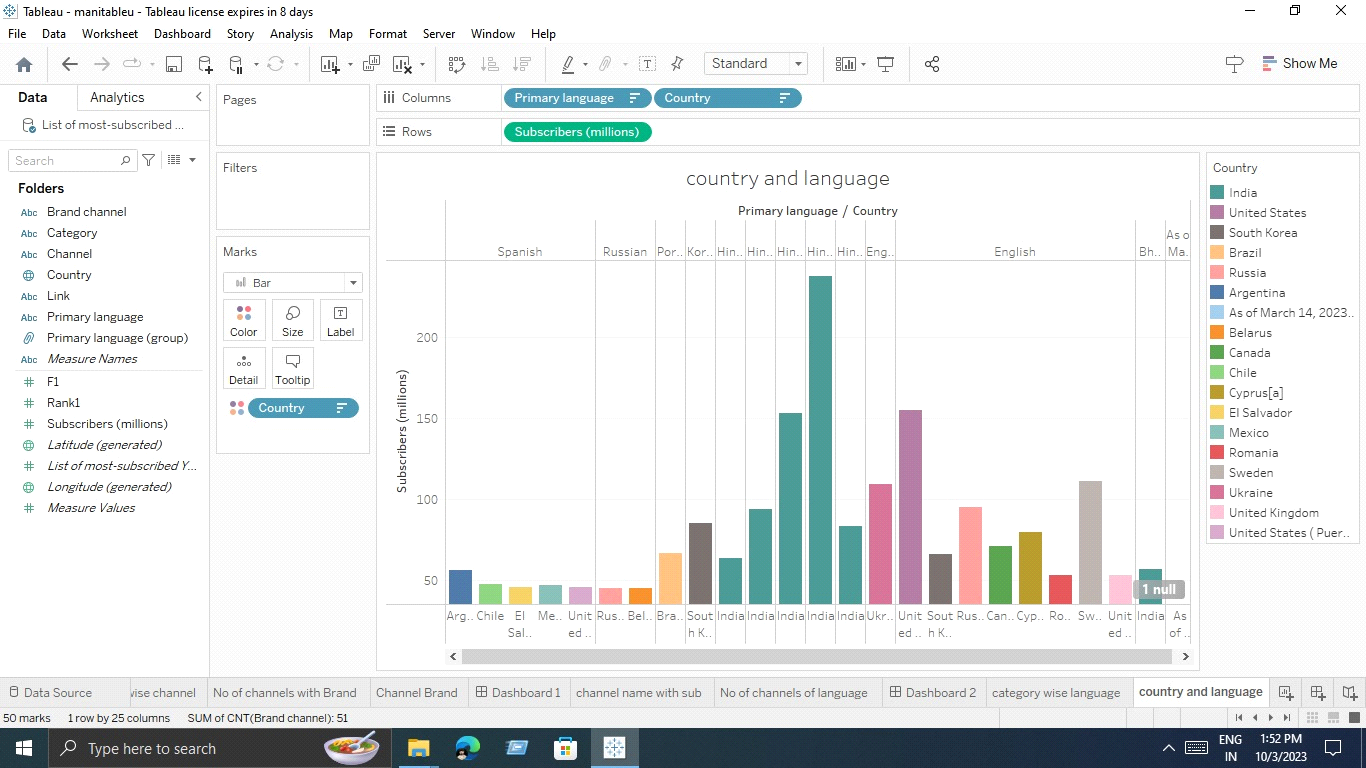 Tableau - manitableu - Tableau license expires in 8 days
File Data Worksheet Dashboard Story Analysis Map Format Server Window Help
Standard
Show Me
Data Analytics
List of most-subscribed ...
Search
Folders
Abc Brand channel
Abc Category
Abc Channel
Country
Abc Link
Abc Primary language
Primary language (group)
Abc Measure Names
# F1
# Rank1
# Subscribers (millions)
Latitude (generated)
# List of most-subscribed Y...
Longitude (generated)
# Measure Values
Pages
Filters
Marks
Bar
Color Size Label
Detail Tooltip
Country
Columns Primary language Country
Rows Subscribers (millions)
country and language
Primary language / Country
Spanish Russian Por.. Kor.. Hin.. Hin.. Hin.. Hin.. Hin.. Eng.. English Bh.. As o Ma.
Subscribers (millions)
200
150
100
50
1 null
Arg.. Chile El Sal.. Me.. Unit ed .. Rus.. Bel.. Bra.. Sout h K.. India India India India India Ukr.. Unit ed .. Sout h K.. Rus.. Can.. Cyp.. Ro.. Sw.. Unit ed .. India As of ..
Country
India
United States
South Korea
Brazil
Russia
Argentina
As of March 14, 2023..
Belarus
Canada
Chile
Cyprus[a]
El Salvador
Mexico
Romania
Sweden
Ukraine
United Kingdom
United States ( Puer..
Data Source vise channel No of channels with Brand Channel Brand Dashboard 1 channel name with sub No of channels of language Dashboard 2 category wise language country and language
50 marks 1 row by 25 columns SUM of CNT(Brand channel): 51
Type here to search
ENG
IN
1:52 PM
10/3/2023